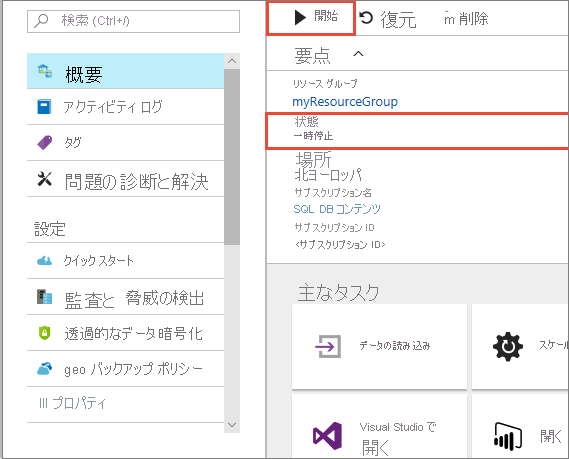 検索 (Ctrl+/)
概要
アクティビティ ログ
タグ
問題の診断と解決
設定
クイック スタート
監査と 脅威の検出
透過的なデータ暗号化
geo バックアップ ポリシー
プロパティ
開始 復元 削除
要点
リソース グループ
myResourceGroup
状態
一時停止
場所
北ヨーロッパ
サブスクリプション名
SQL DB コンテンツ
サブスクリプション ID
<サブスクリプション ID>
主なタスク
データの読み込み
スケール
Visual Studio で
開く
開く